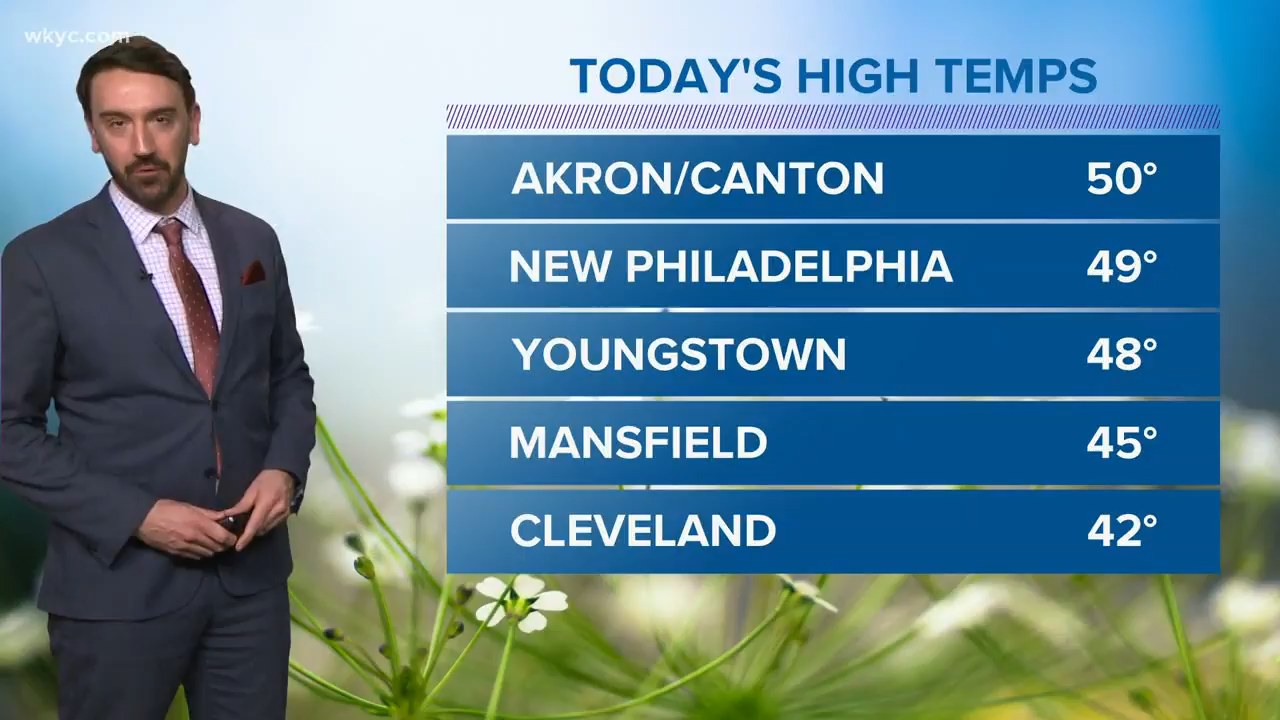 wkyc.com
TODAY'S HIGH TEMPS
AKRON/CANTON 50°
NEW PHILADELPHIA 49°
YOUNGSTOWN 48°
MANSFIELD 45°
CLEVELAND 42°